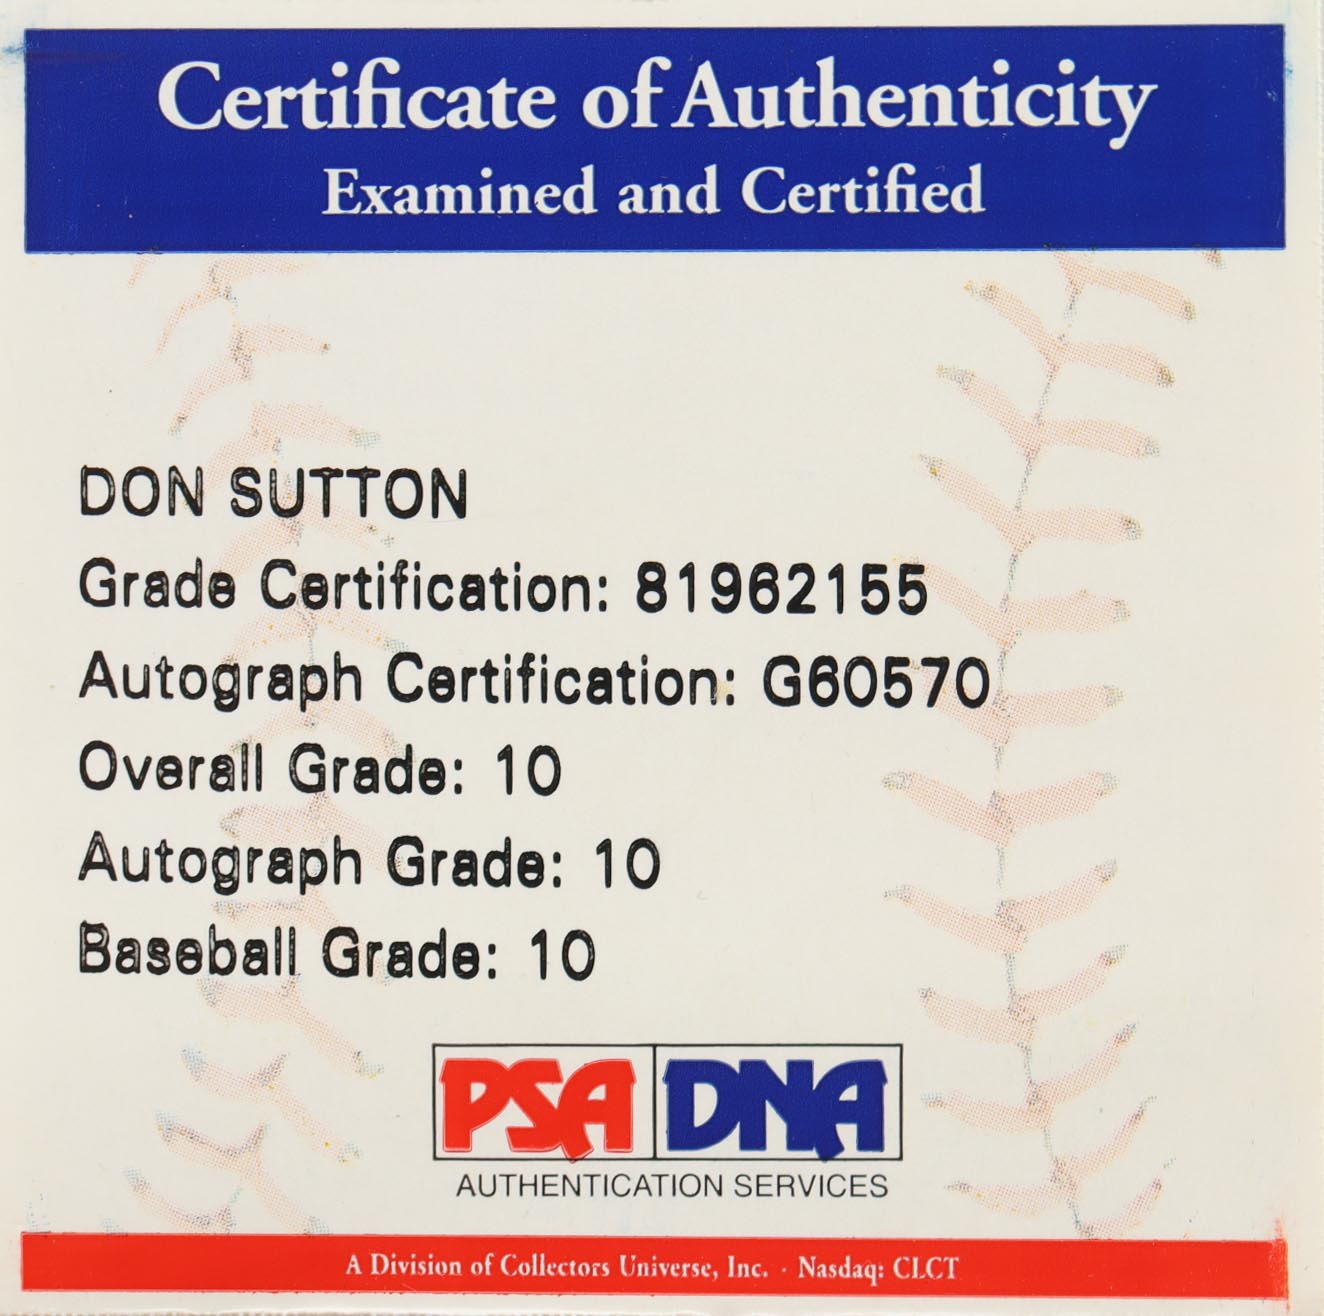 Certificate of Authenticity
Examined and Certified
DON SUTTON
Grade Certification: 81962155
Autograph Certification: G60570
Overall Grade: 10
Autograph Grade: 10
Baseball Grade: 10
PSA DNA
AUTHENTICATION SERVICES
A Division of Collectors Universe, Inc. · Nasdaq: CLCT